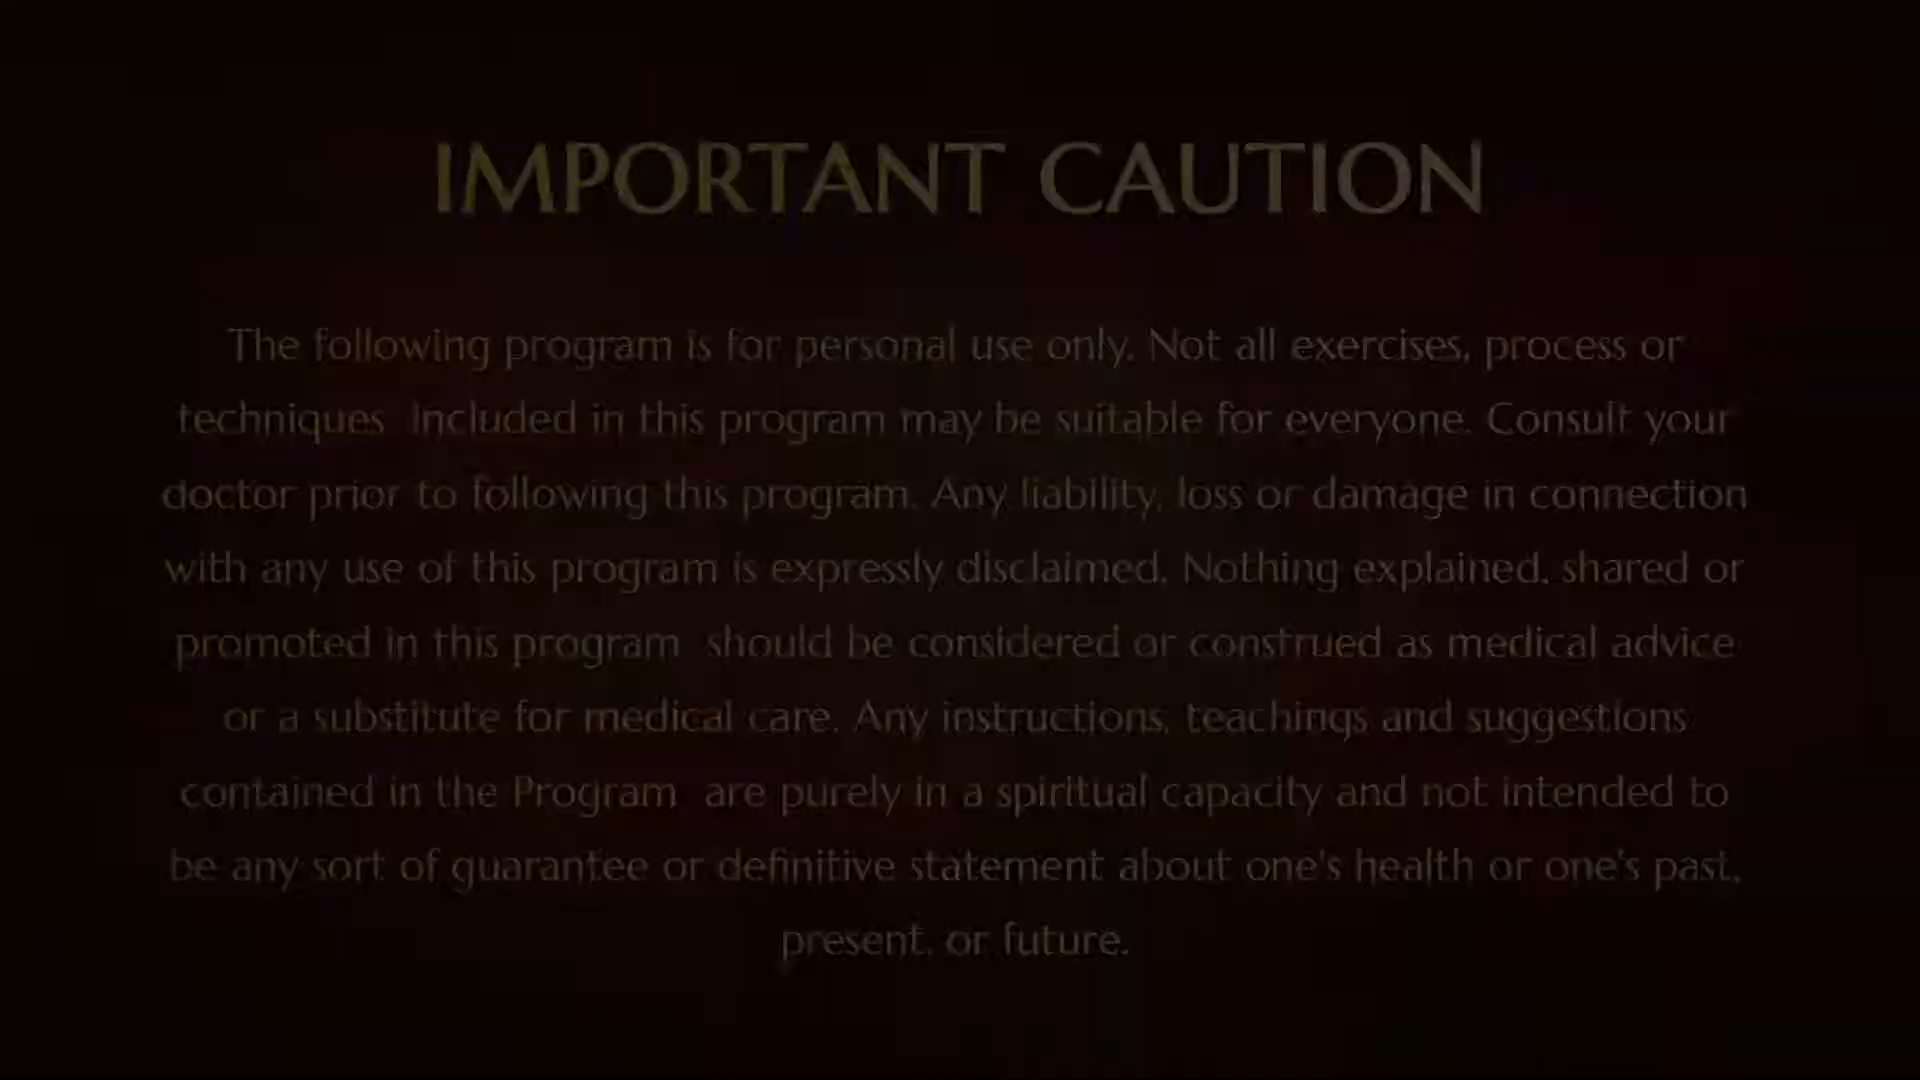 IMPORTANT CAUTION
The following program is for personal use only. Not all exercises, process or
techniques included in this program may be suitable for everyone. Consult your
doctor prior to following this program. Any liability, loss or damage in connection
with any use of this program is expressly disclaimed. Nothing explained, shared or
promoted in this program should be considered or construed as medical advice
or a substitute for medical care. Any instructions, teachings and suggestions
contained in the Program are purely in a spiritual capacity and not intended to
be any sort of guarantee or definitive statement about one's health or one's past,
present, or future.